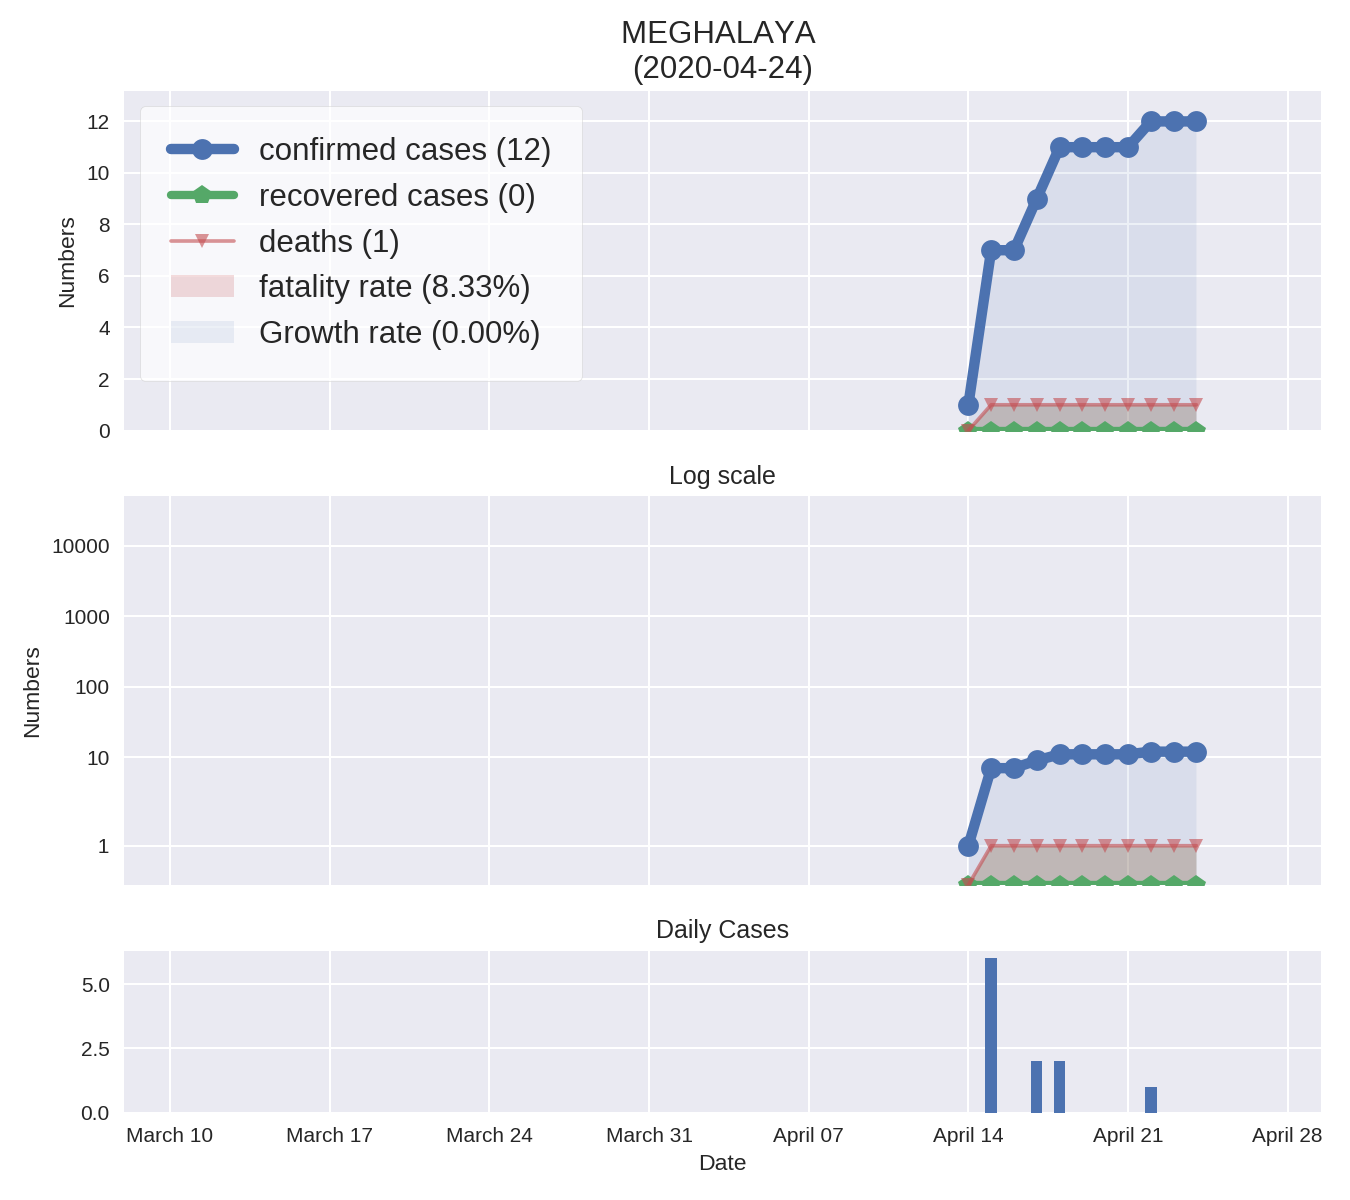 MEGHALAYA
(2020-04-24)
Numbers
12
10
8
6
4
2
0
confirmed cases (12)
recovered cases (0)
deaths (1)
fatality rate (8.33%)
Growth rate (0.00%)
Log scale
Numbers
10000
1000
100
10
1
Daily Cases
5.0
2.5
0.0
March 10 March 17 March 24 March 31 April 07 April 14 April 21 April 28
Date